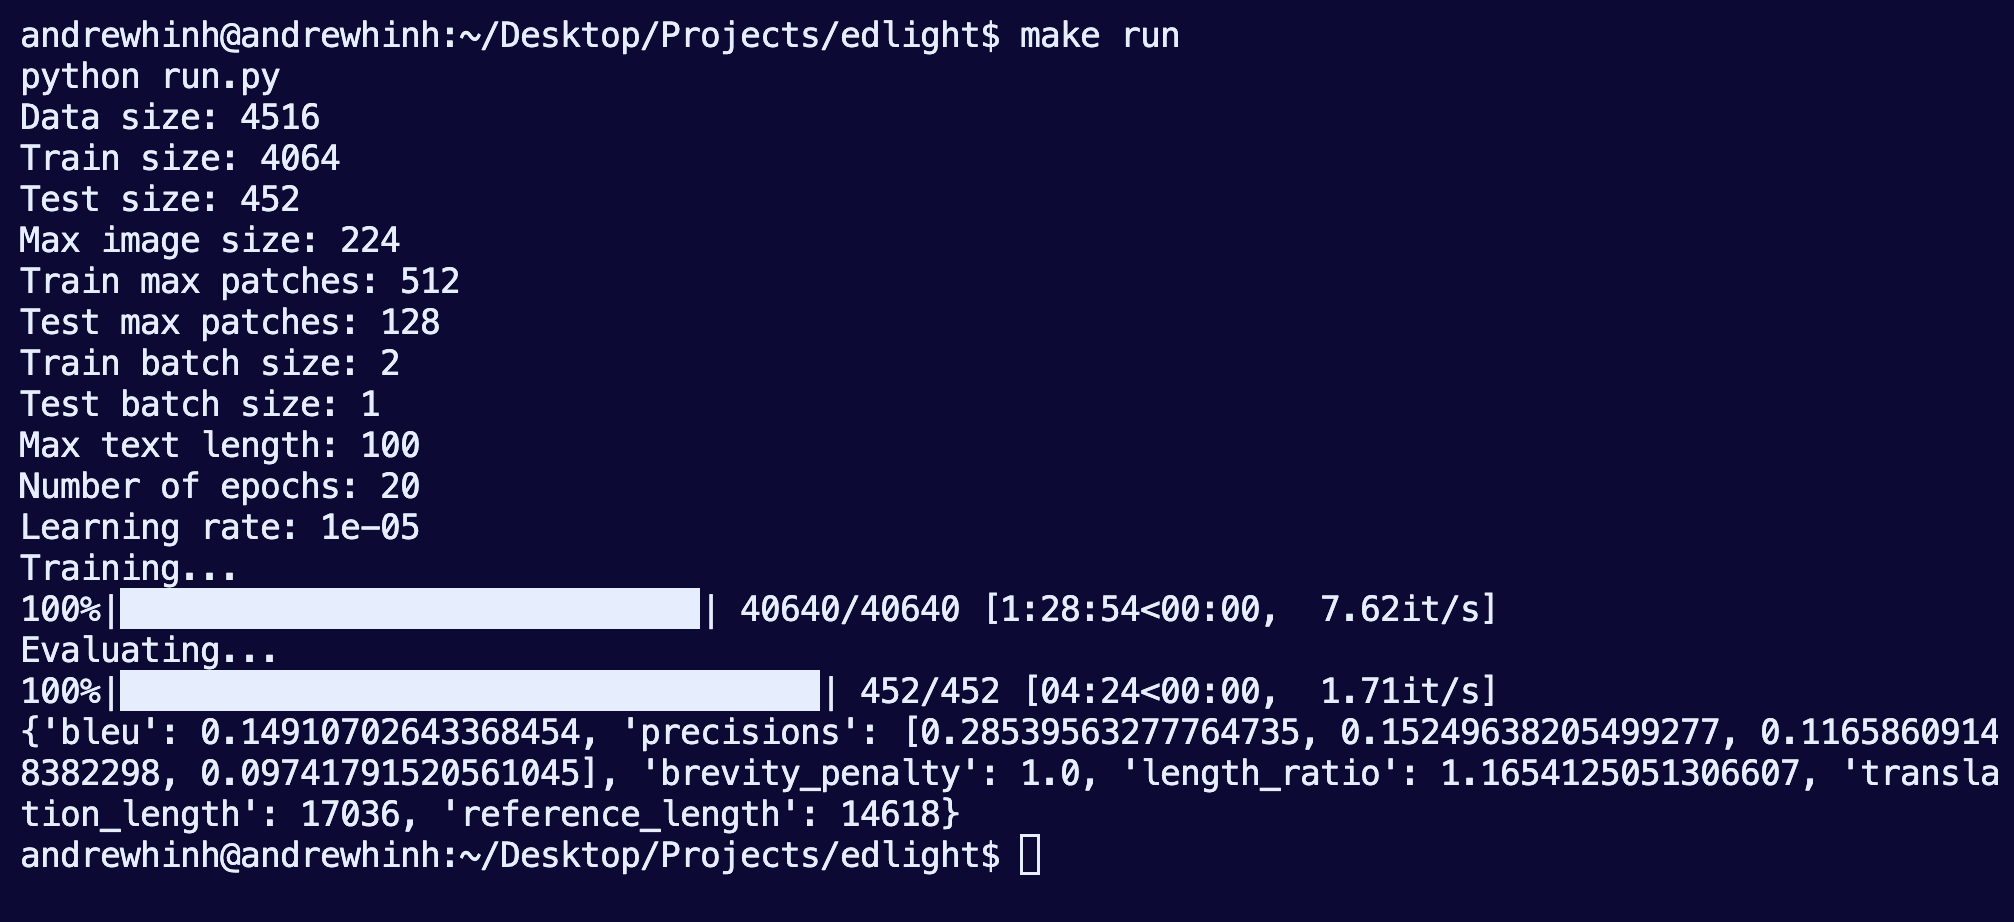 andrewhinh@andrewhinh:~/Desktop/Projects/edlight$ make run
python run.py
Data size: 4516
Train size: 4064
Test size: 452
Max image size: 224
Train max patches: 512
Test max patches: 128
Train batch size: 2
Test batch size: 1
Max text length: 100
Number of epochs: 20
Learning rate: 1e-05
Training...
100%|██████████| 40640/40640 [1:28:54<00:00,  7.62it/s]
Evaluating...
100%|██████████| 452/452 [04:24<00:00,  1.71it/s]
{'bleu': 0.14910702643368454, 'precisions': [0.28539563277764735, 0.15249638205499277, 0.1165860914
8382298, 0.09741791520561045], 'brevity_penalty': 1.0, 'length_ratio': 1.1654125051306607, 'transla
tion_length': 17036, 'reference_length': 14618}
andrewhinh@andrewhinh:~/Desktop/Projects/edlight$